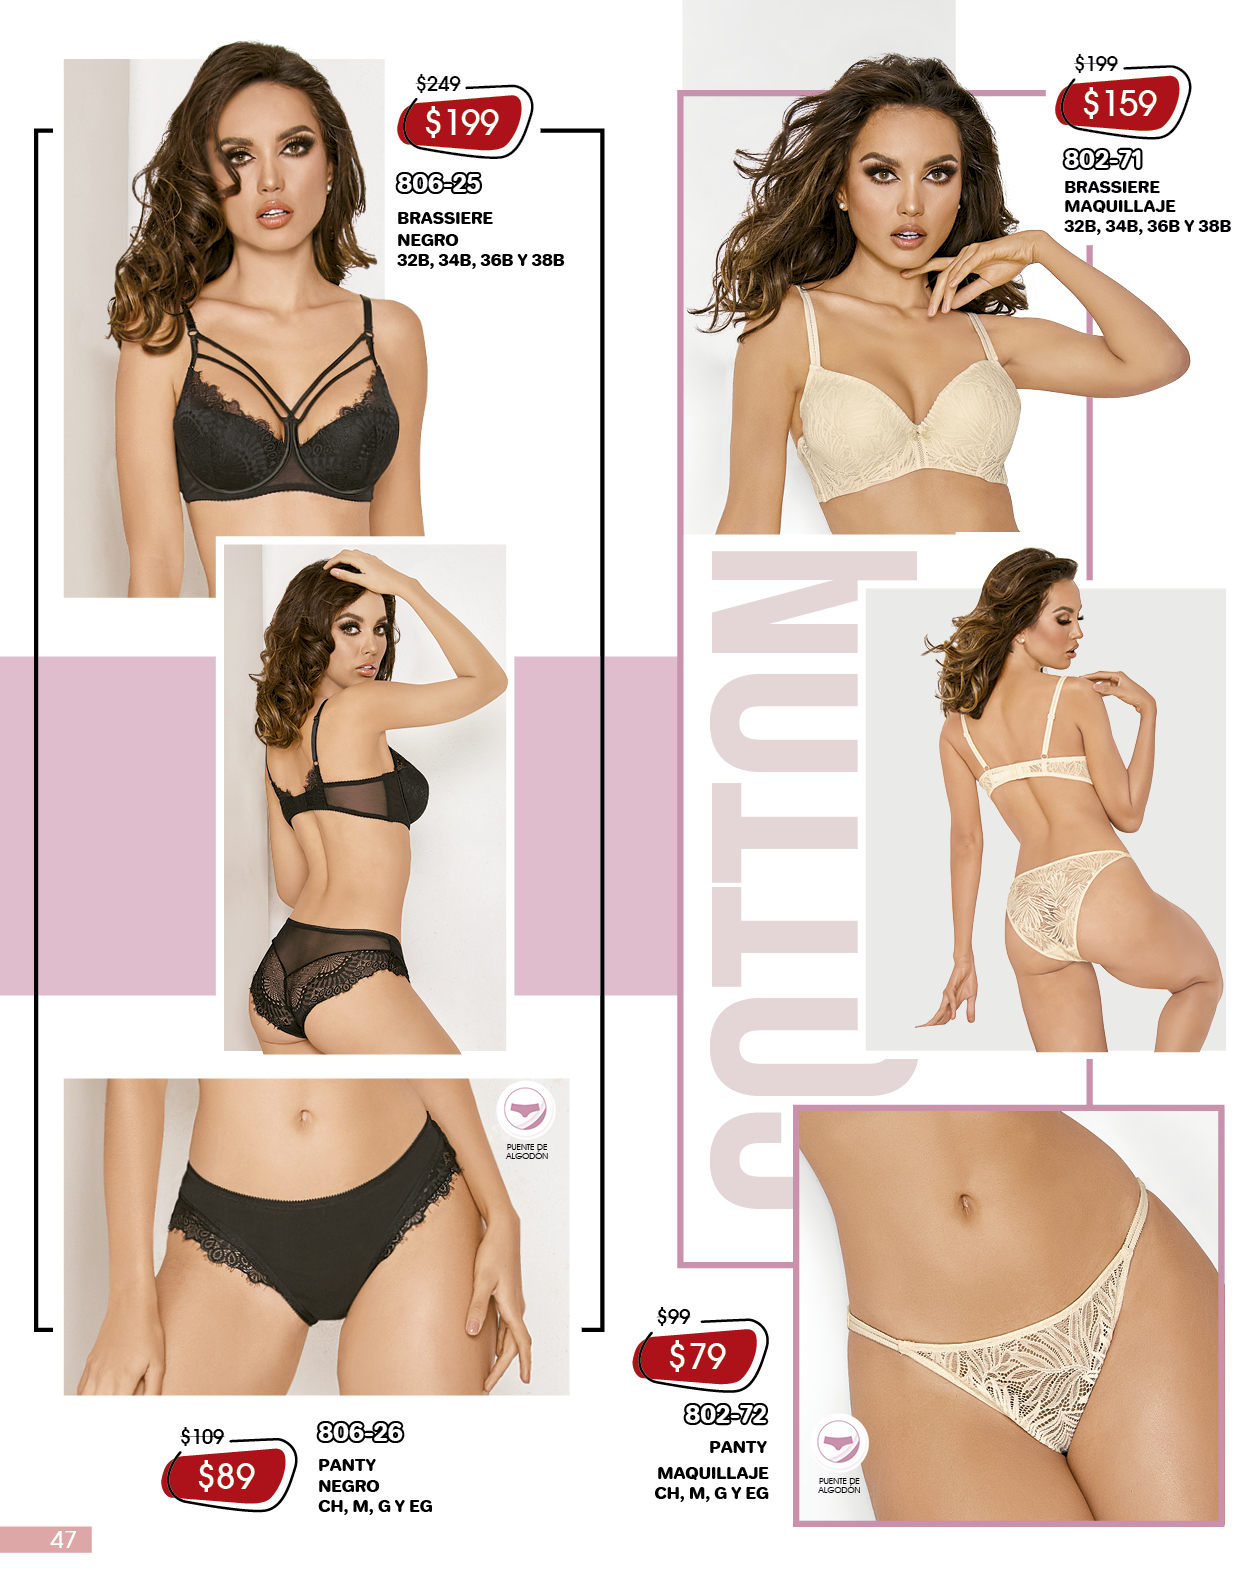 $249
$199
806-25
BRASSIERE
NEGRO
32B, 34B, 36B Y 38B
$199
$159
802-71
BRASSIERE
MAQUILLAJE
32B, 34B, 36B Y 38B
COTTON
PUENTE DE
ALGODÓN
$109
$89
806-26
PANTY
NEGRO
CH, M, G Y EG
$99
$79
802-72
PANTY
MAQUILLAJE
CH, M, G Y EG
PUENTE DE
ALGODÓN
47